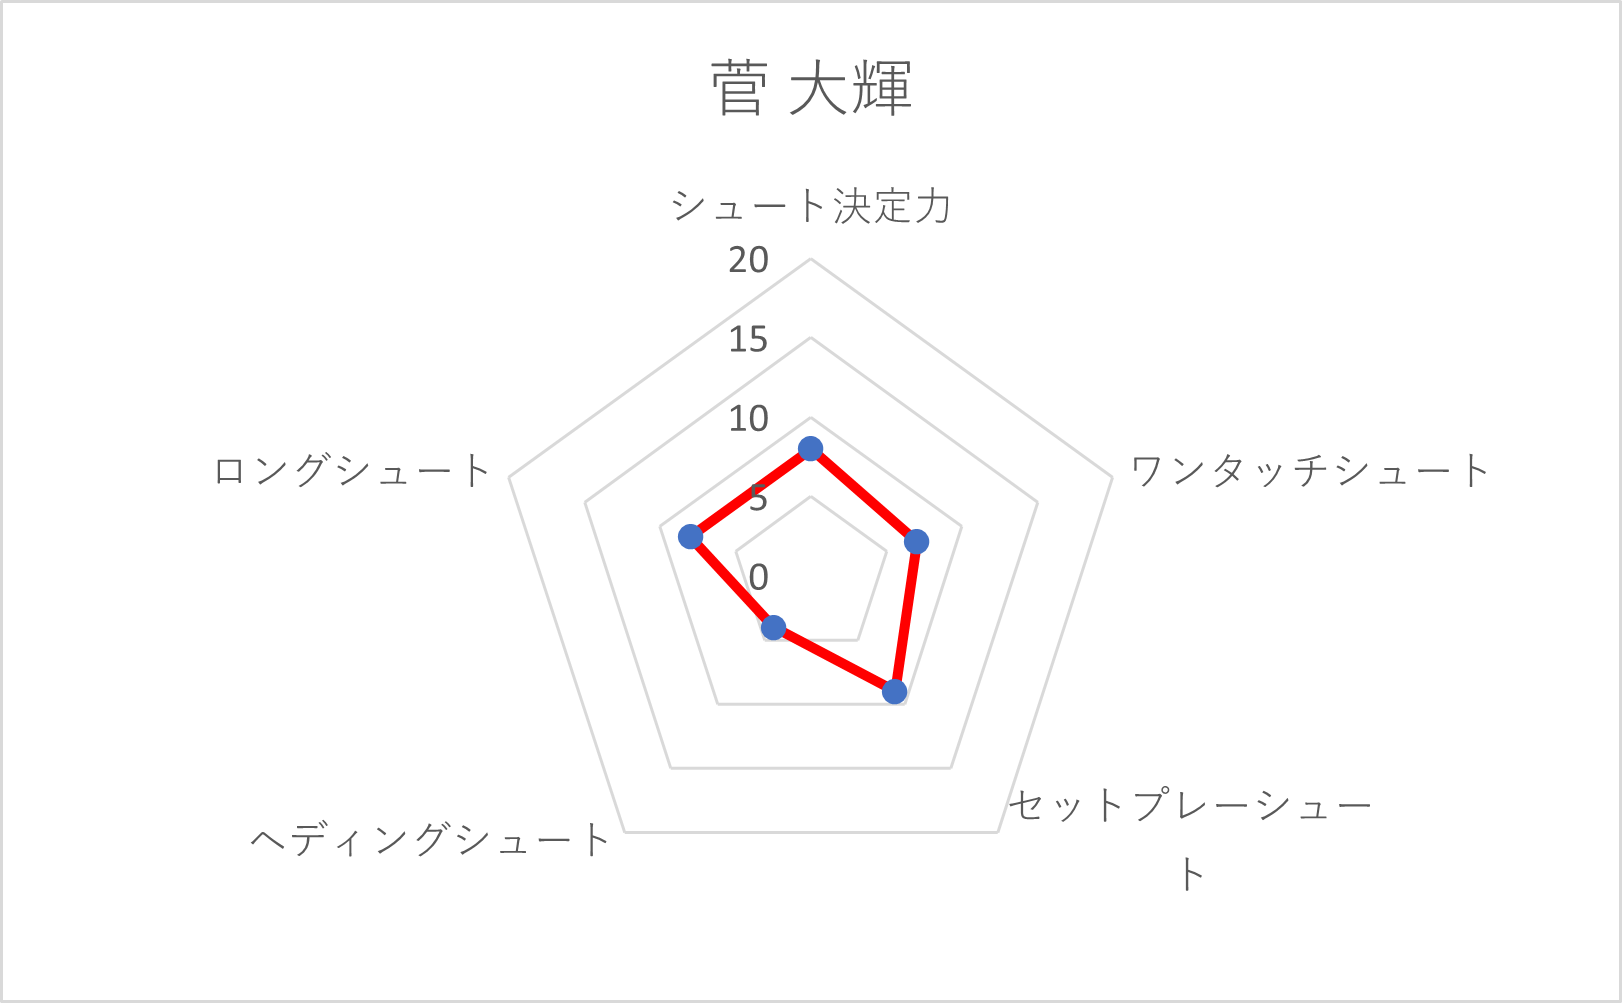 菅 大輝
シュート決定力
20
15
10
5
0
ワンタッチシュート
セットプレーシュー
ト
ヘディングシュート
ロングシュート